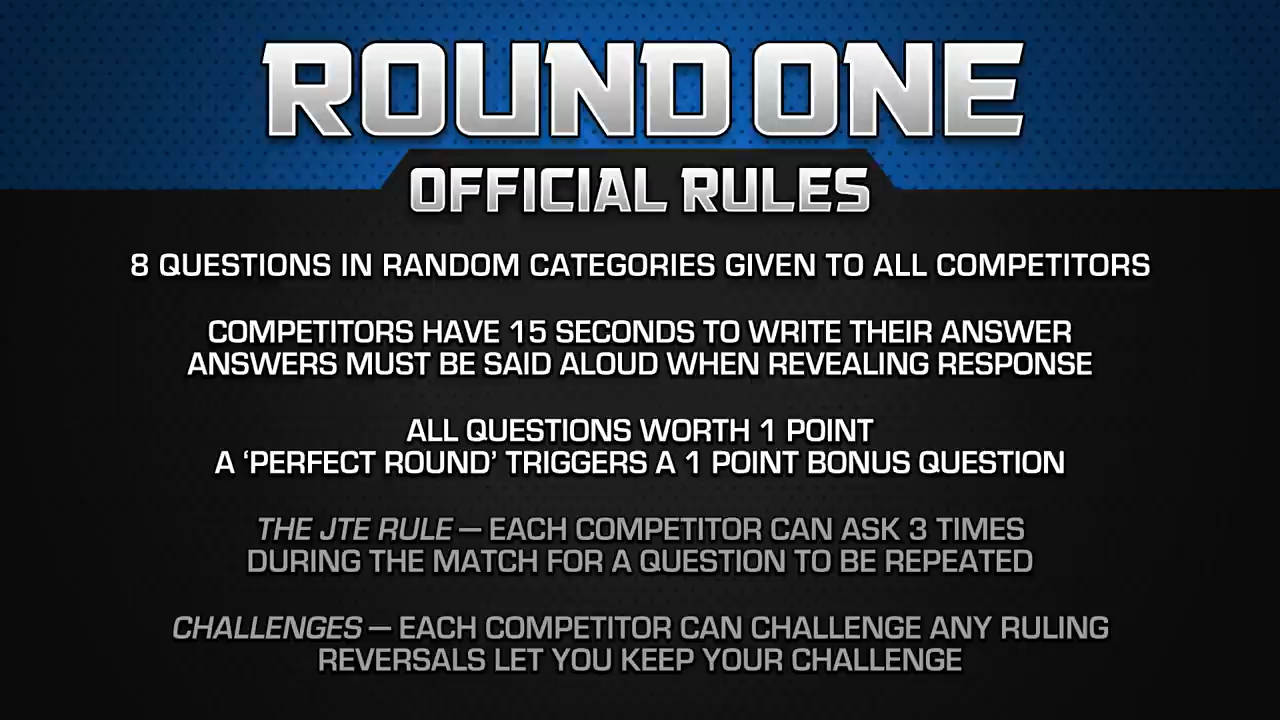 ROUND ONE
OFFICIAL RULES
8 QUESTIONS IN RANDOM CATEGORIES GIVEN TO ALL COMPETITORS
COMPETITORS HAVE 15 SECONDS TO WRITE THEIR ANSWER
ANSWERS MUST BE SAID ALOUD WHEN REVEALING RESPONSE
ALL QUESTIONS WORTH 1 POINT
A ‘PERFECT ROUND’ TRIGGERS A 1 POINT BONUS QUESTION
THE JTE RULE – EACH COMPETITOR CAN ASK 3 TIMES
DURING THE MATCH FOR A QUESTION TO BE REPEATED
CHALLENGES – EACH COMPETITOR CAN CHALLENGE ANY RULING
REVERSALS LET YOU KEEP YOUR CHALLENGE